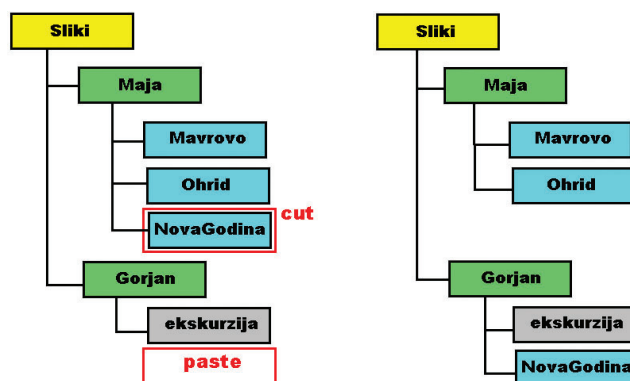 Sliki
Maja
Mavrovo
Ohrid
NovaGodina
cut
Gorjan
ekskurzija
paste
Sliki
Maja
Mavrovo
Ohrid
Gorjan
ekskurzija
NovaGodina